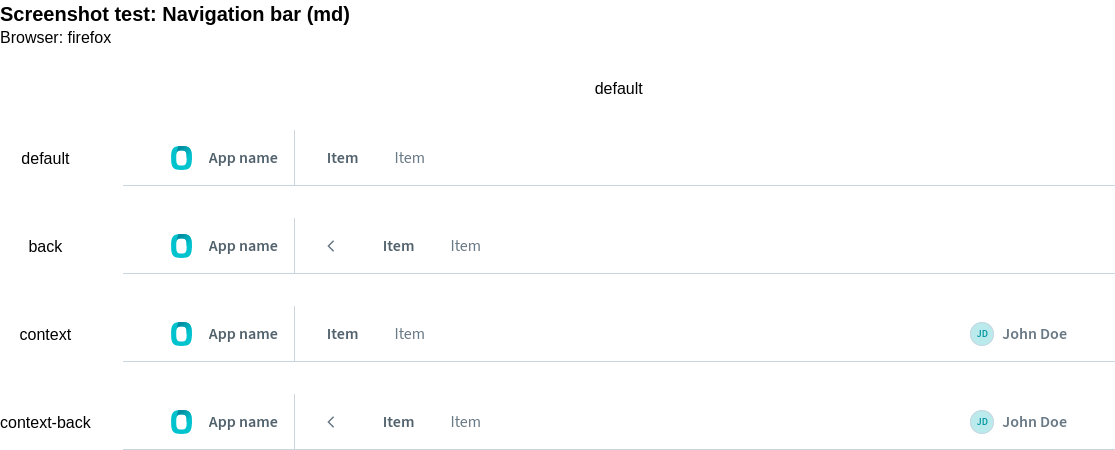 Screenshot test: Navigation bar (md)
Browser: firefox
default
default App name Item Item
back App name Item Item
context App name Item Item JD John Doe
context-back App name Item Item JD John Doe